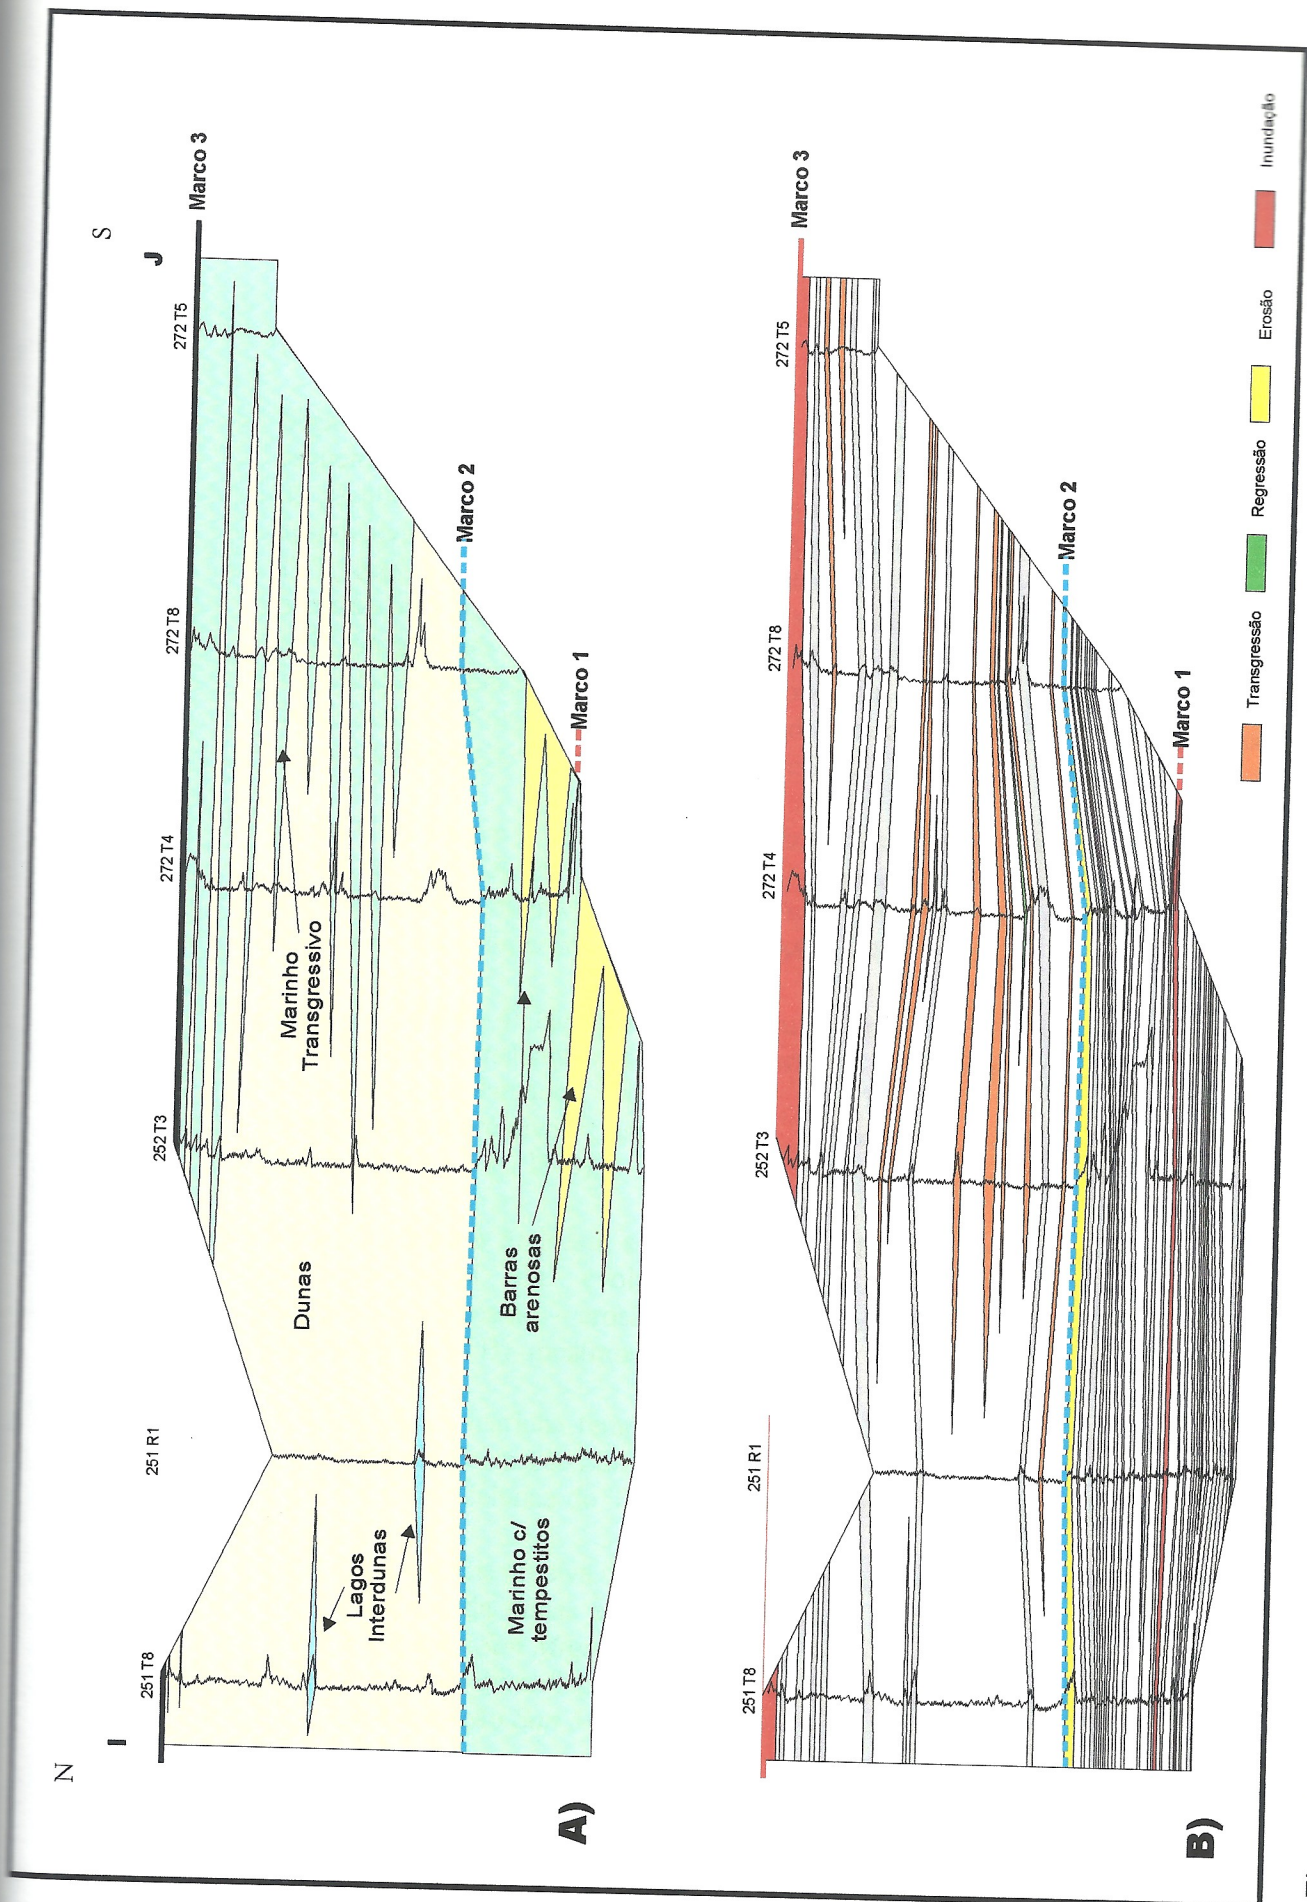 N
S
I
J
251 T8
251 R1
252 T3
272 T4
272 T8
272 T5
Marco 3
Marco 2
Marco 1
Dunas
Lagos
Interdunas
Marinho
Transgressivo
Barras
arenosas
Marinho c/
tempestitos
A)
251 T8
251 R1
252 T3
272 T4
272 T8
272 T5
Marco 3
Marco 2
Marco 1
B)
Transgressão
Regressão
Erosão
Inundação